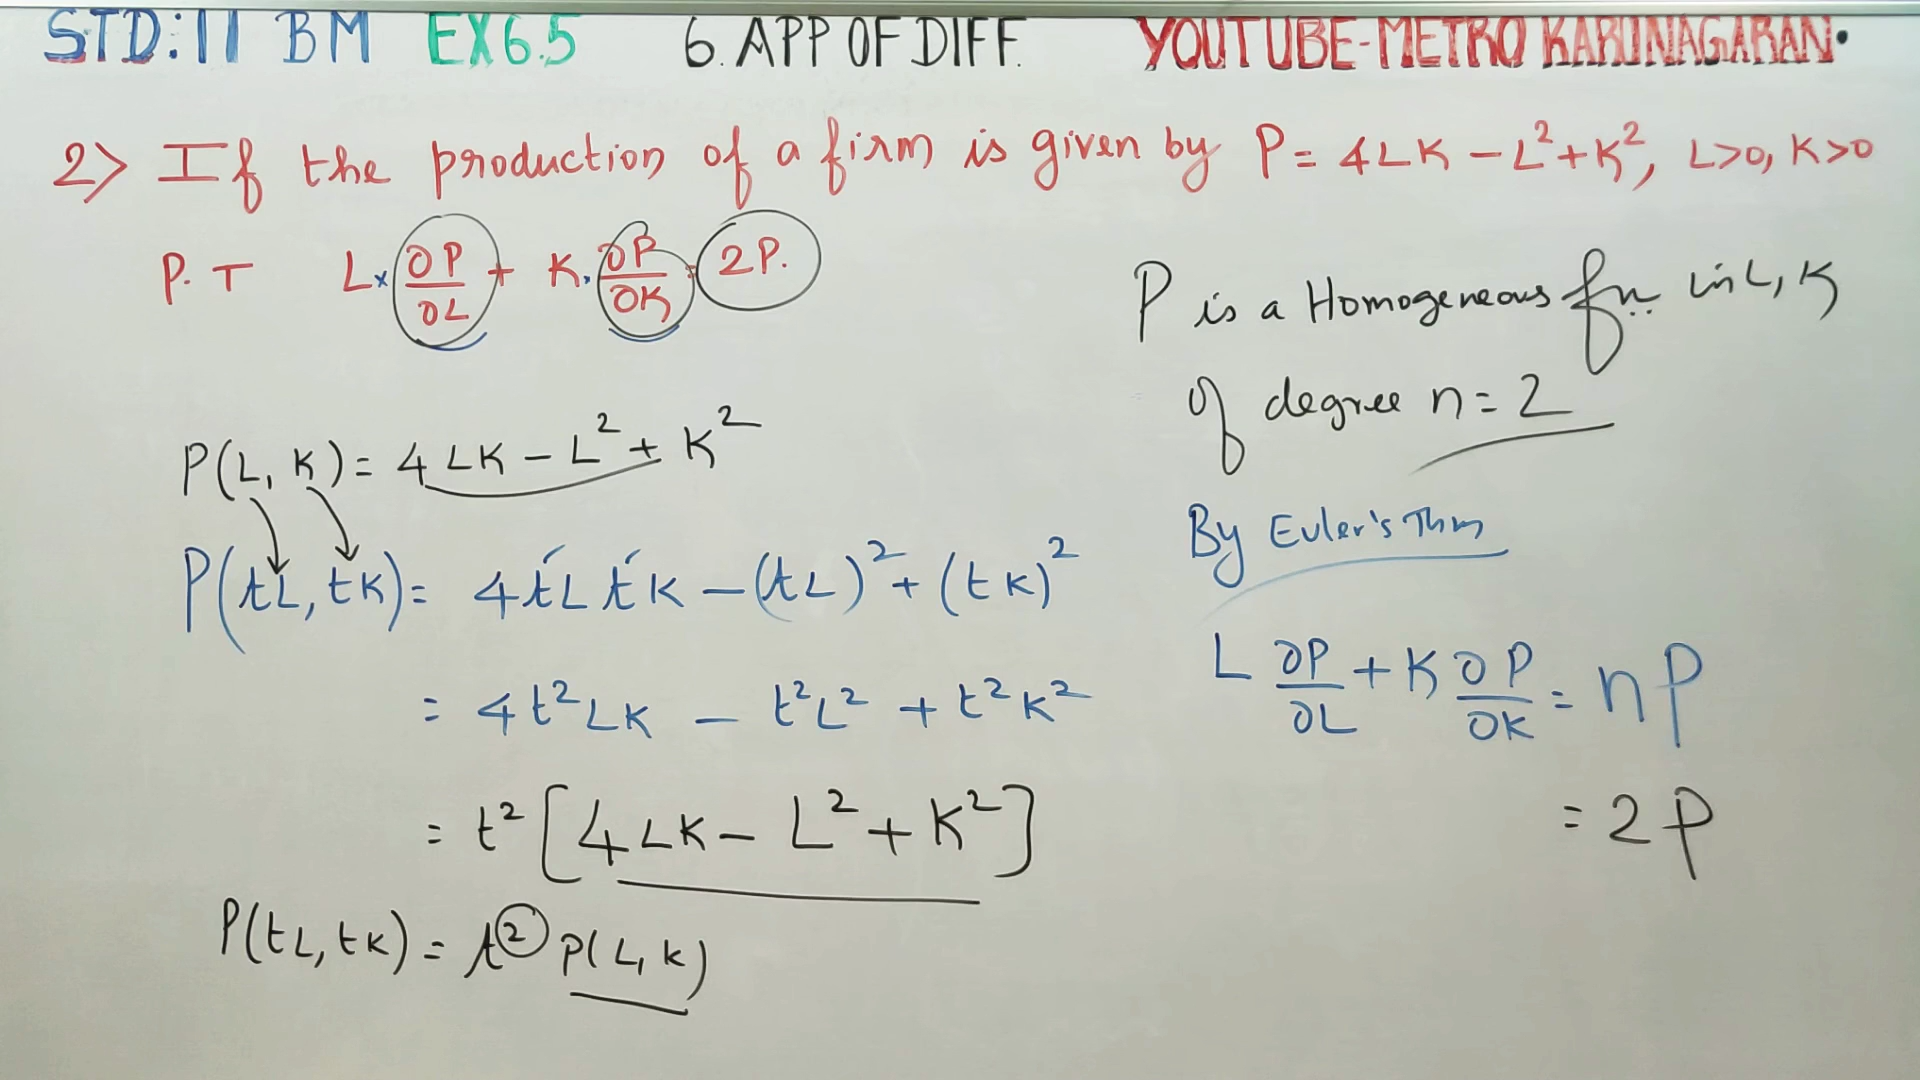 STD:11 BM EX6.5 6. APP OF DIFF. YOUTUBE-METRO KARUNAGARAN.
2) If the production of a firm is given by P = 4LK - L² + K², L>0, K>0
P.T L × ∂P/∂L + K . ∂P/∂K = 2P.
P(L, K) = 4LK - L² + K²
P(tL, tK) = 4tLtK - (tL)² + (tK)²
= 4t²LK - t²L² + t²K²
= t² [4LK - L² + K²]
P(tL, tK) = t² P(L, K)
P is a Homogeneous fn in L, K
of degree n = 2
By Euler's Thm
L ∂P/∂L + K ∂P/∂K = nP
= 2P